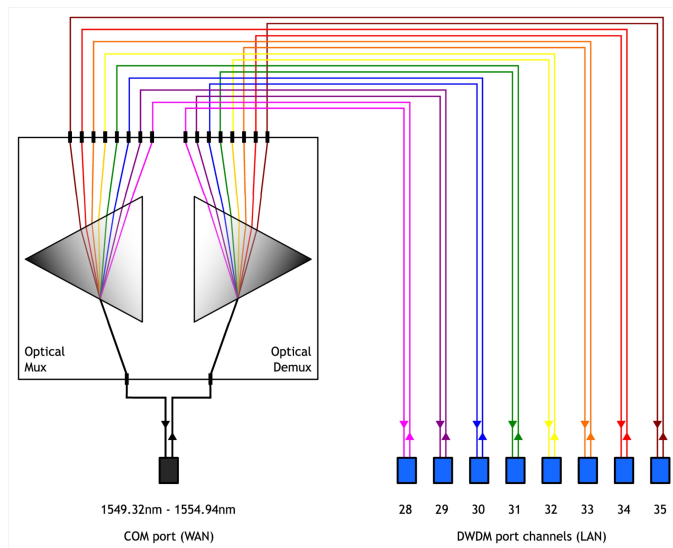 Optical
Mux
Optical
Demux
1549.32nm - 1554.94nm
COM port (WAN)
28 29 30 31 32 33 34 35
DWDM port channels (LAN)